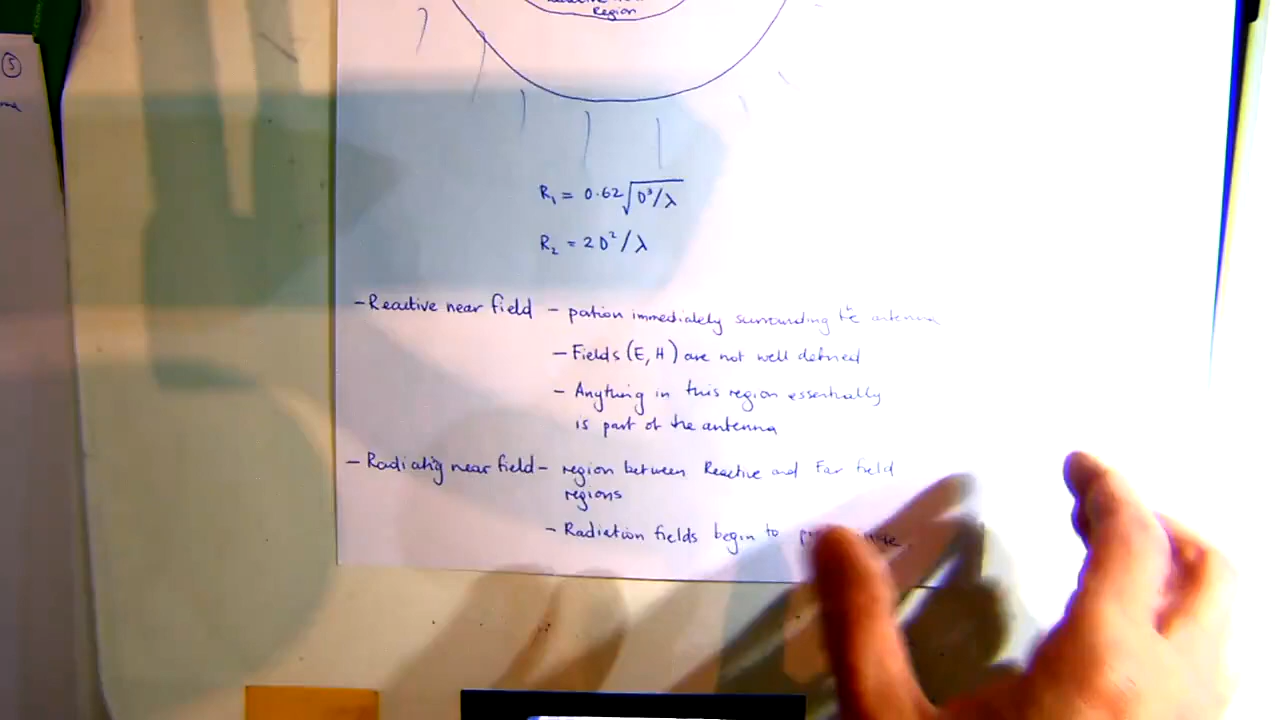 Region
5
R₁ = 0.62 √D³/λ
R₂ = 2D²/λ
- Reactive near field - portion immediately surrounding the antenna
- Fields (E, H) are not well defined
- Anything in this region essentially
is part of the antenna
- Radiating near field - region between Reactive and Far field
regions
- Radiation fields begin to